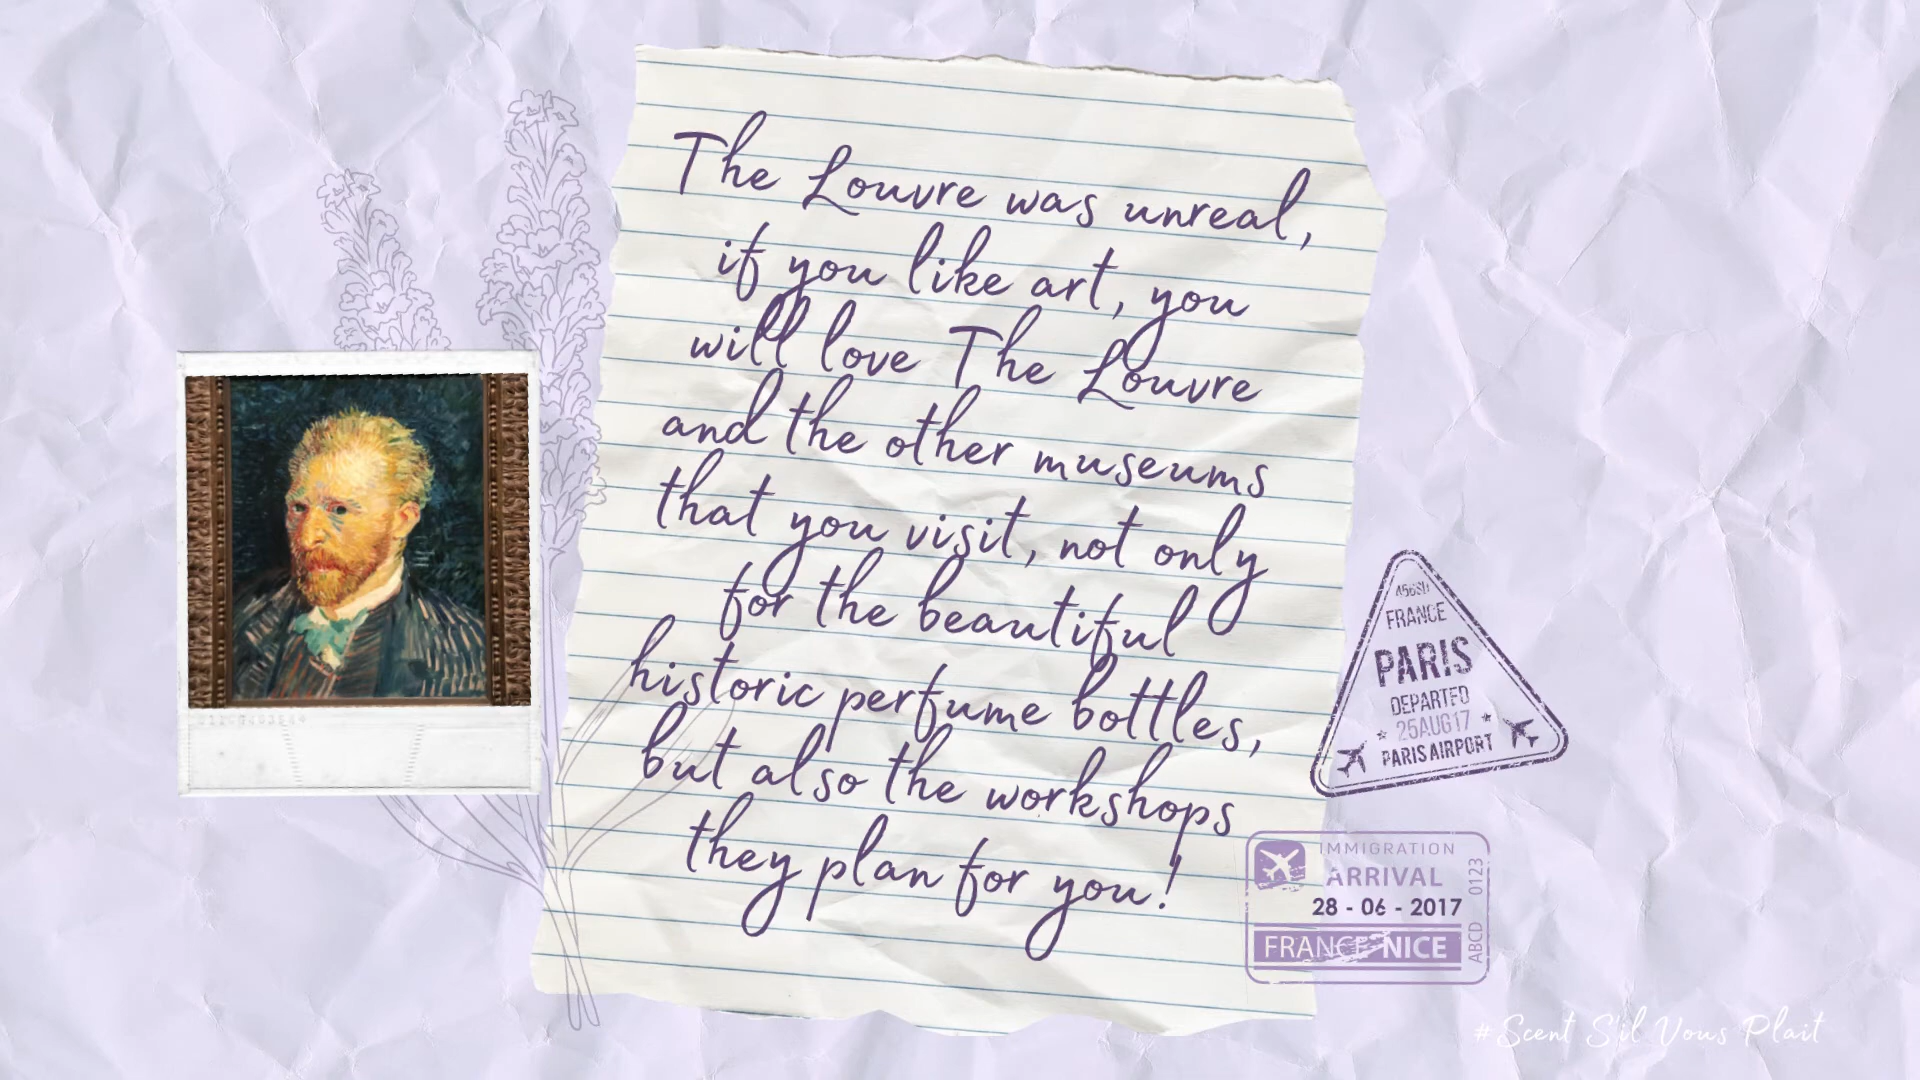 The Louvre was unreal,
if you like art, you
will love The Louvre
and the other museums
that you visit, not only
for the beautiful
historic perfume bottles,
but also the workshops
they plan for you!
FRANCE
PARIS
DEPARTED
* 25AUG17 *
PARIS AIRPORT
IMMIGRATION
ARRIVAL
28 - 06 - 2017
FRANCE-NICE
ABCD 0123
#Scent S'il Vous Plait